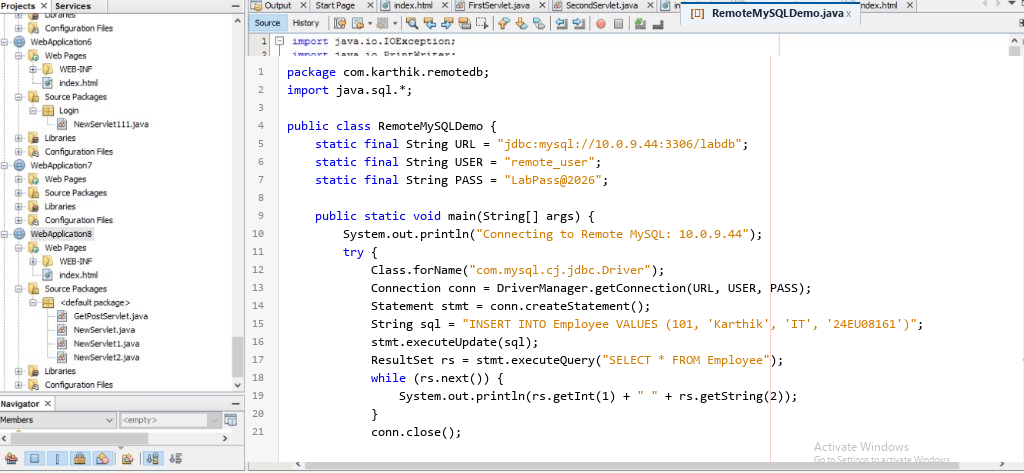 Projects × Services
Libraries
Configuration Files
WebApplication6
Web Pages
WEB-INF
index.html
Source Packages
Login
NewServlet111.java
Libraries
Configuration Files
WebApplication7
Web Pages
Source Packages
Libraries
Configuration Files
WebApplication8
Web Pages
WEB-INF
index.html
Source Packages
<default package>
GetPostServlet.java
NewServlet.java
NewServlet1.java
NewServlet2.java
Libraries
Configuration Files
Navigator ×
Members <empty>
Output × Start Page × index.html × FirstServlet.java × SecondServlet.java × in RemoteMySQLDemo.java x ndex.html ×
Source History
1 import java.io.IOException;
2 import java.io.PrintWriter;
1 package com.karthik.remotedb;
2 import java.sql.*;
3
4 public class RemoteMySQLDemo {
5 static final String URL = "jdbc:mysql://10.0.9.44:3306/labdb";
6 static final String USER = "remote_user";
7 static final String PASS = "LabPass@2026";
8
9 public static void main(String[] args) {
10 System.out.println("Connecting to Remote MySQL: 10.0.9.44");
11 try {
12 Class.forName("com.mysql.cj.jdbc.Driver");
13 Connection conn = DriverManager.getConnection(URL, USER, PASS);
14 Statement stmt = conn.createStatement();
15 String sql = "INSERT INTO Employee VALUES (101, 'Karthik', 'IT', '24EU08161')";
16 stmt.executeUpdate(sql);
17 ResultSet rs = stmt.executeQuery("SELECT * FROM Employee");
18 while (rs.next()) {
19 System.out.println(rs.getInt(1) + " " + rs.getString(2));
20 }
21 conn.close();
Activate Windows
Go to Settings to activate Windows.